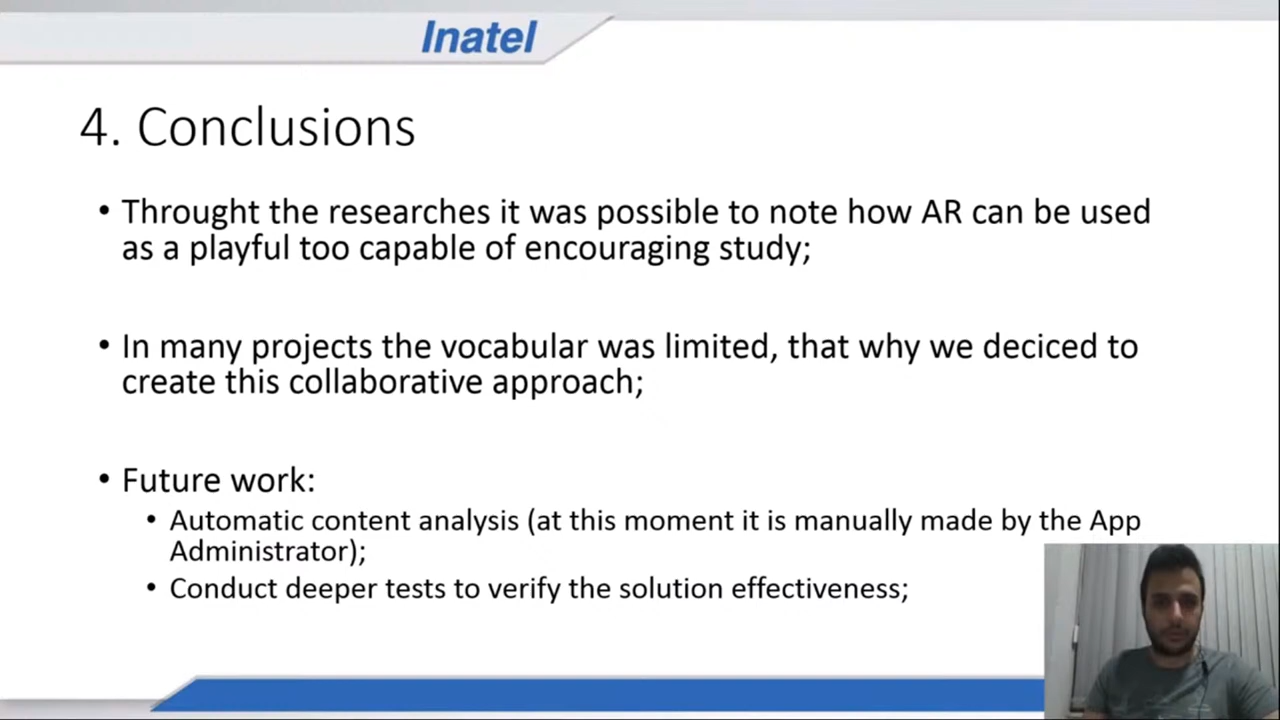 Inatel
4. Conclusions
• Throught the researches it was possible to note how AR can be used
as a playful too capable of encouraging study;
• In many projects the vocabular was limited, that why we deciced to
create this collaborative approach;
• Future work:
• Automatic content analysis (at this moment it is manually made by the App
Administrator);
• Conduct deeper tests to verify the solution effectiveness;